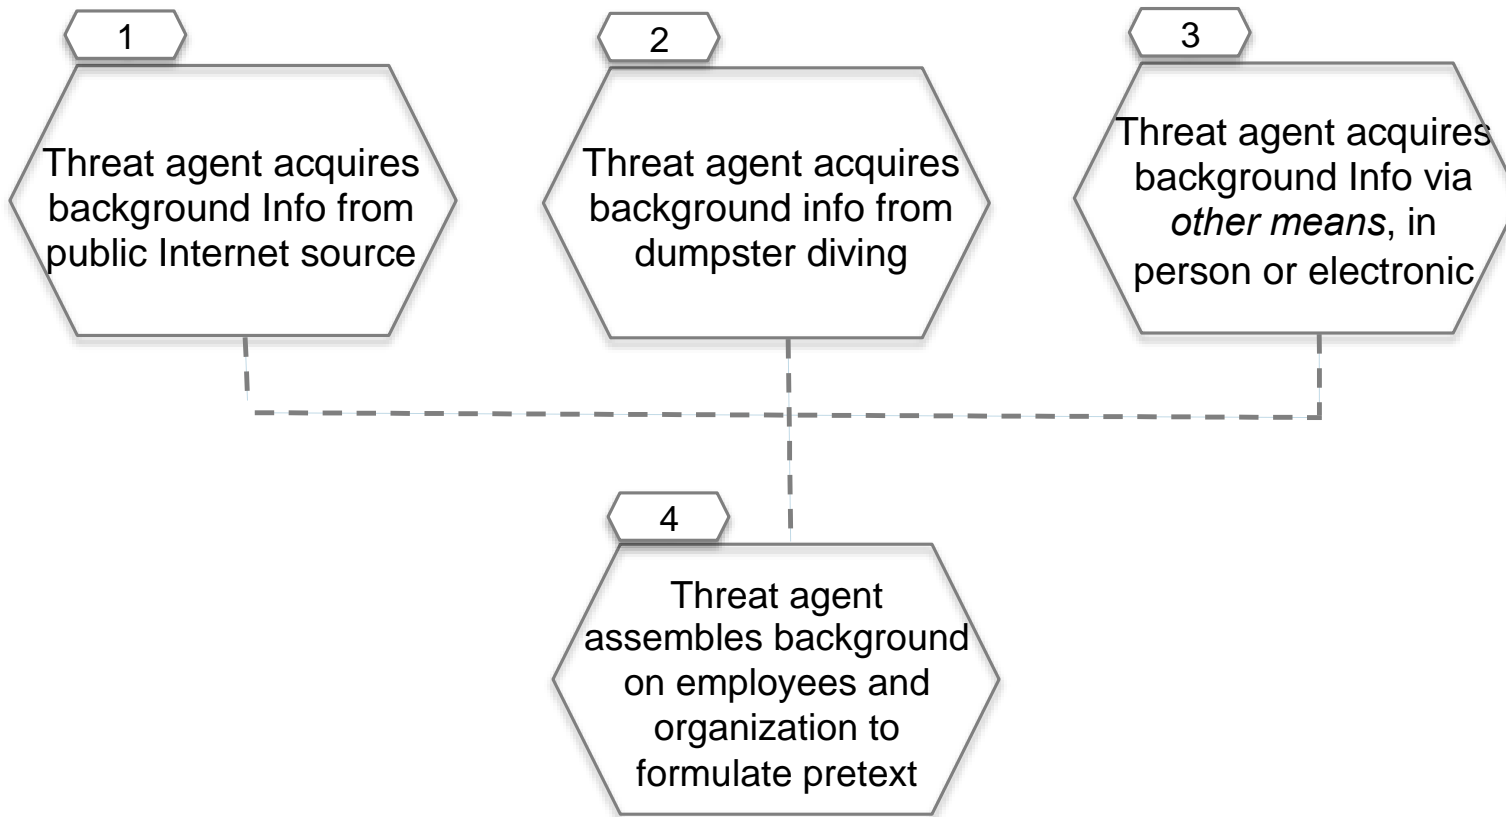 1
Threat agent acquires
background Info from
public Internet source
2
Threat agent acquires
background info from
dumpster diving
3
Threat agent acquires
background Info via
other means, in
person or electronic
4
Threat agent
assembles background
on employees and
organization to
formulate pretext